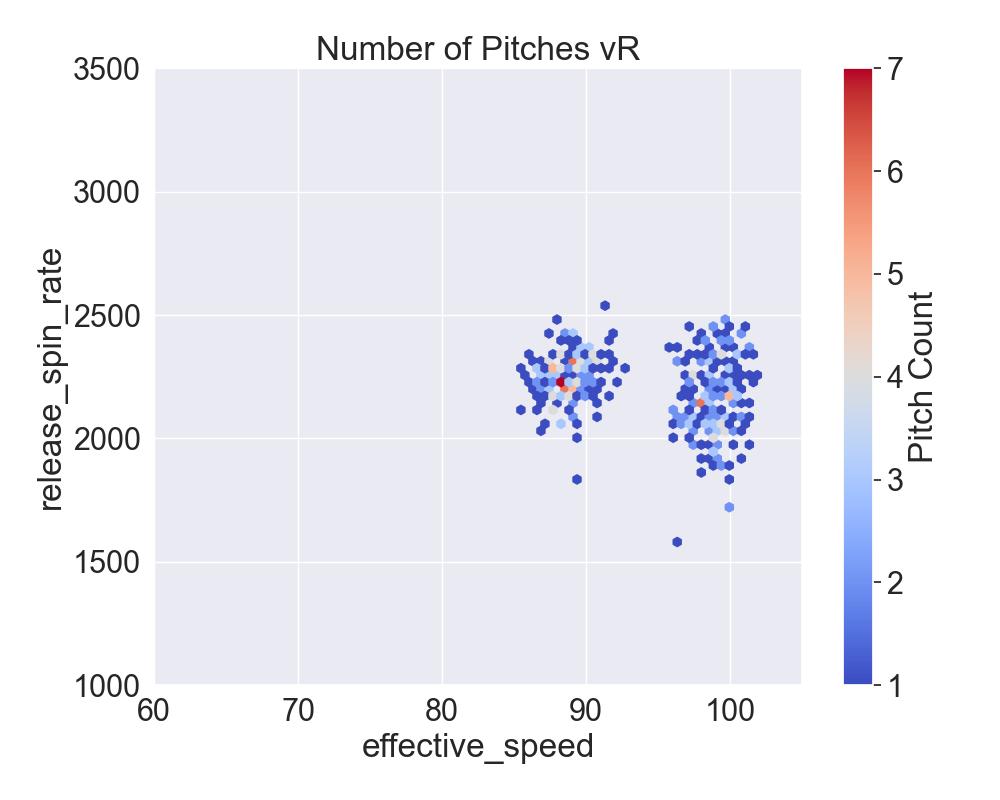 Number of Pitches vR
3500
3000
2500
2000
1500
1000
release_spin_rate
60 70 80 90 100
effective_speed
7
6
5
4
3
2
1
Pitch Count